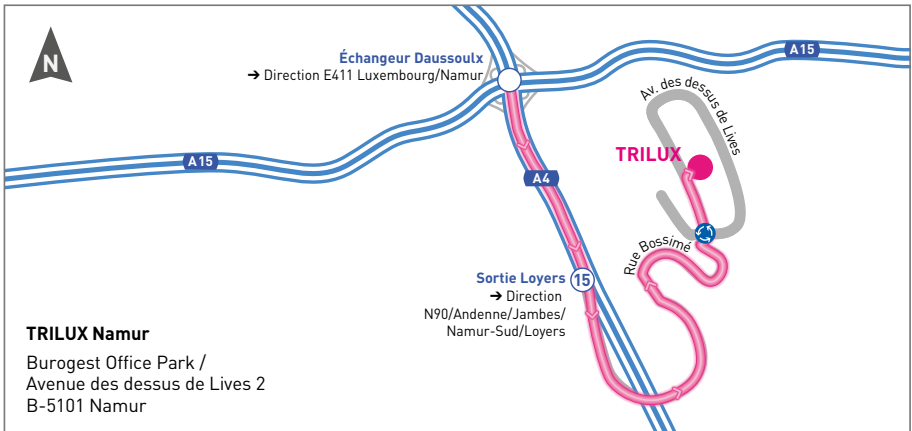 N
Échangeur Daussoulx
➔ Direction E411 Luxembourg/Namur
A15
A15
A4
Av. des dessus de Lives
TRILUX
Rue Bossimé
Sortie Loyers
15
➔ Direction
N90/Andenne/Jambes/
Namur-Sud/Loyers
TRILUX Namur
Burogest Office Park /
Avenue des dessus de Lives 2
B-5101 Namur